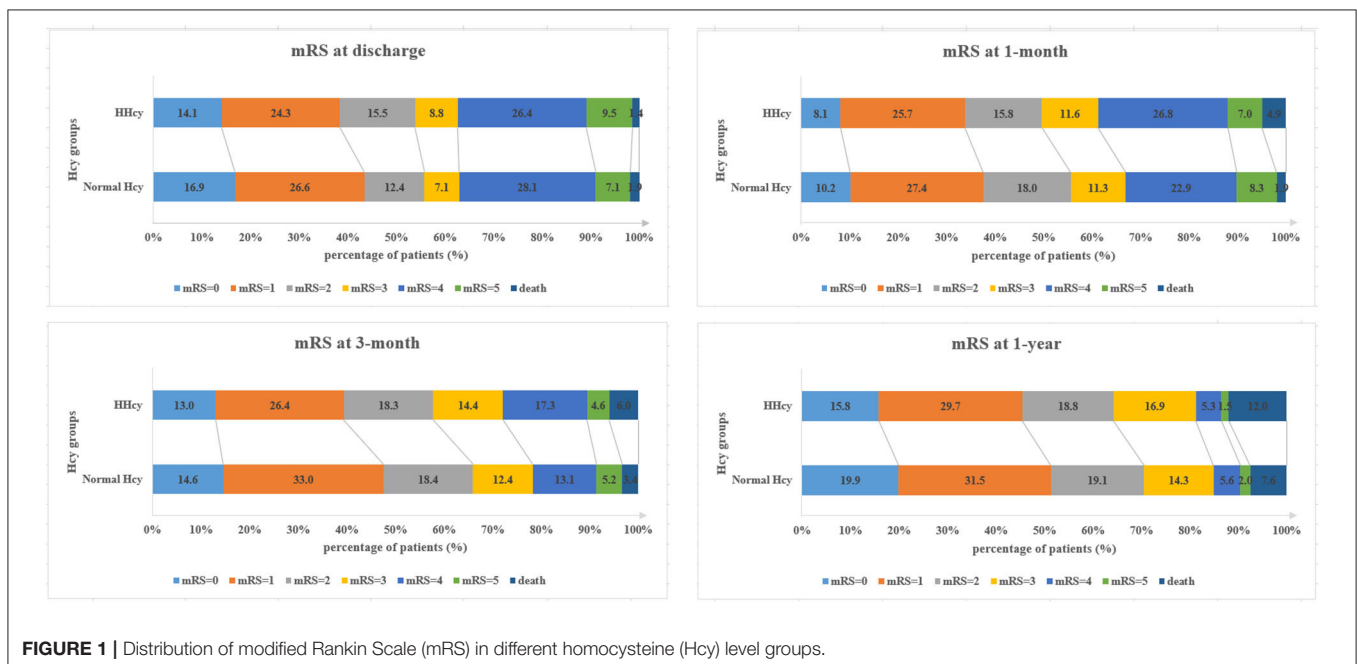 mRS at discharge
Hcy groups
HHcy
14.1 24.3 15.5 8.8 26.4 9.5 1.4
Normal Hcy
16.9 26.6 12.4 7.1 28.1 7.1 1.9
0% 10% 20% 30% 40% 50% 60% 70% 80% 90% 100%
percentage of patients (%)
mRS=0 mRS=1 mRS=2 mRS=3 mRS=4 mRS=5 death
mRS at 1-month
Hcy groups
HHcy
8.1 25.7 15.8 11.6 26.8 7.0 4.9
Normal Hcy
10.2 27.4 18.0 11.3 22.9 8.3 1.9
0% 10% 20% 30% 40% 50% 60% 70% 80% 90% 100%
percentage of patients (%)
mRS=0 mRS=1 mRS=2 mRS=3 mRS=4 mRS=5 death
mRS at 3-month
Hcy groups
HHcy
13.0 26.4 18.3 14.4 17.3 4.6 6.0
Normal Hcy
14.6 33.0 18.4 12.4 13.1 5.2 3.4
0% 10% 20% 30% 40% 50% 60% 70% 80% 90% 100%
percentage of patients (%)
mRS=0 mRS=1 mRS=2 mRS=3 mRS=4 mRS=5 death
mRS at 1-year
Hcy groups
HHcy
15.8 29.7 18.8 16.9 5.3 1.5 12.0
Normal Hcy
19.9 31.5 19.1 14.3 5.6 2.0 7.6
0% 10% 20% 30% 40% 50% 60% 70% 80% 90% 100%
percentage of patients (%)
mRS=0 mRS=1 mRS=2 mRS=3 mRS=4 mRS=5 death
FIGURE 1 | Distribution of modified Rankin Scale (mRS) in different homocysteine (Hcy) level groups.